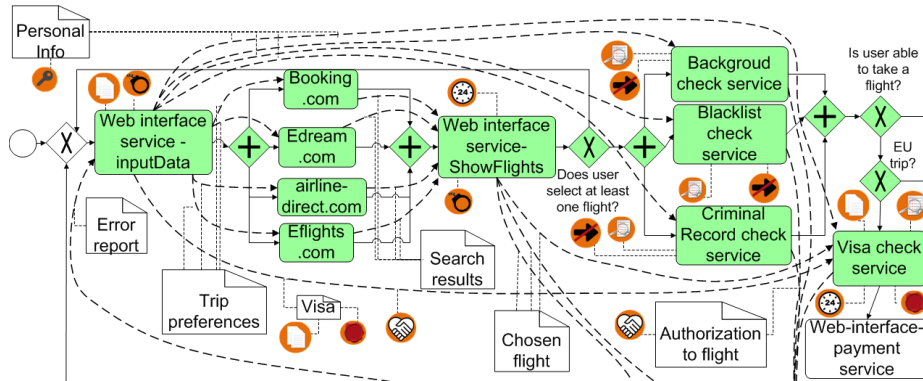 Personal
Info
Web interface
service -
inputData
Booking
.com
Edream
.com
airline-
direct.com
Eflights
.com
24
Web interface
service-
ShowFlights
Does user
select at least
one flight?
Backgroud
check service
Blacklist
check
service
Criminal
Record check
service
Is user able
to take a
flight?
EU
trip?
Visa check
service
24
Web-interface-
payment
service
Error
report
Trip
preferences
Visa
Search
results
Chosen
flight
Authorization
to flight